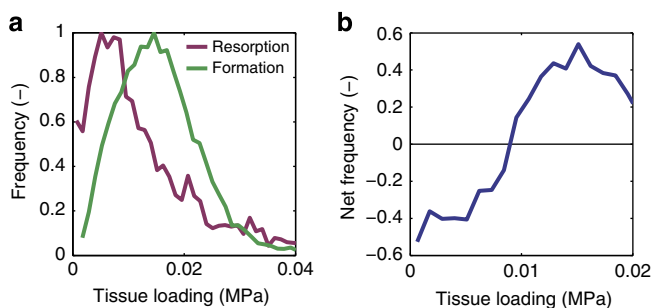 a
1
0.8
0.6
0.4
0.2
0
Frequency (−)
Resorption
Formation
0
0.02
0.04
Tissue loading (MPa)
b
0.6
0.4
0.2
0
−0.2
−0.4
−0.6
Net frequency (−)
0
0.01
0.02
Tissue loading (MPa)